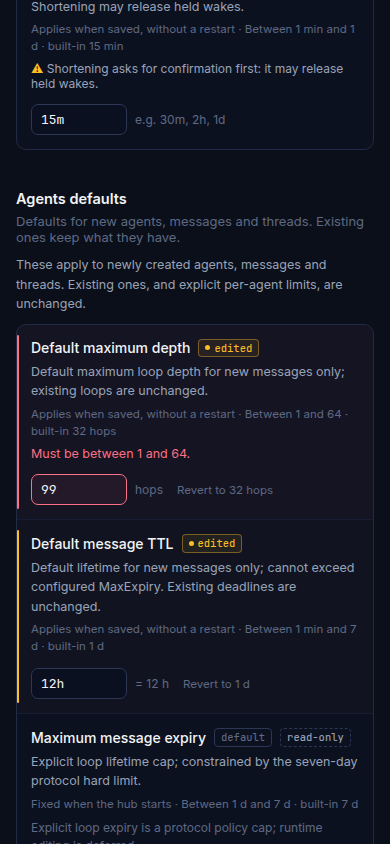 Shortening may release held wakes.
Applies when saved, without a restart · Between 1 min and 1
d · built-in 15 min
⚠ Shortening asks for confirmation first: it may release
held wakes.
15m e.g. 30m, 2h, 1d
Agents defaults
Defaults for new agents, messages and threads. Existing
ones keep what they have.
These apply to newly created agents, messages and
threads. Existing ones, and explicit per-agent limits, are
unchanged.
Default maximum depth edited
Default maximum loop depth for new messages only;
existing loops are unchanged.
Applies when saved, without a restart · Between 1 and 64 ·
built-in 32 hops
Must be between 1 and 64.
99 hops Revert to 32 hops
Default message TTL edited
Default lifetime for new messages only; cannot exceed
configured MaxExpiry. Existing deadlines are
unchanged.
Applies when saved, without a restart · Between 1 min and 7
d · built-in 1 d
12h = 12 h Revert to 1 d
Maximum message expiry default read-only
Explicit loop lifetime cap; constrained by the seven-day
protocol hard limit.
Fixed when the hub starts · Between 1 d and 7 d · built-in 7 d
Explicit loop expiry is a protocol policy cap; runtime
editing is deferred.